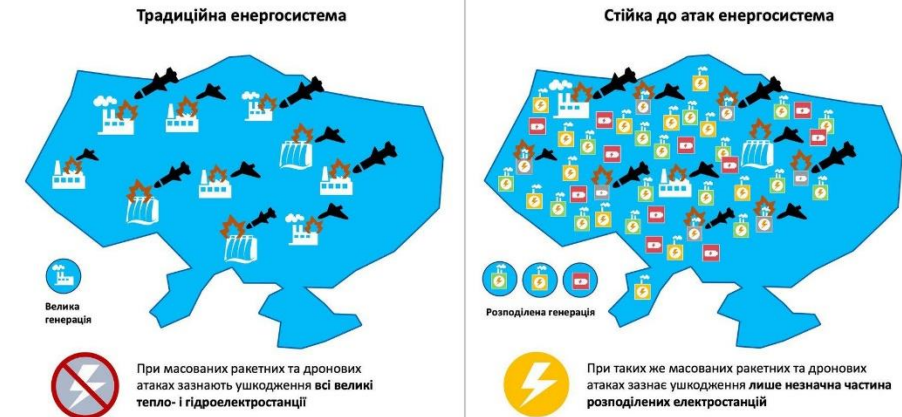 Традиційна енергосистема
Велика
генерація
При масованих ракетних та дронових
атаках зазнають ушкодження всі великі
тепло- і гідроелектростанції
Стійка до атак енергосистема
Розподілена генерація
При таких же масованих ракетних та дронових
атаках зазнає ушкодження лише незначна частина
розподілених електростанцій